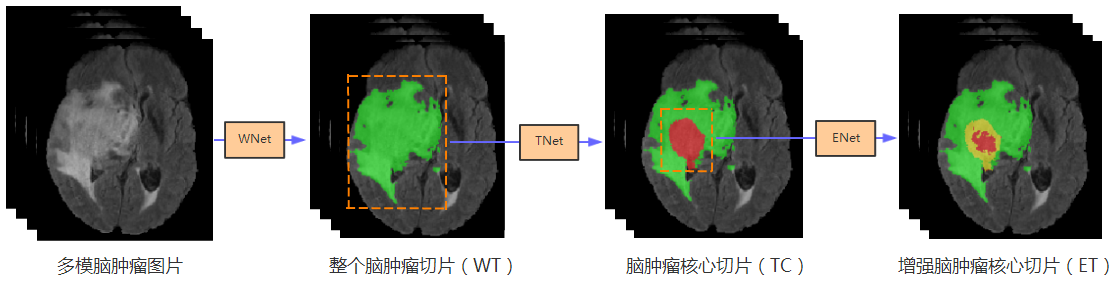 WNet
TNet
ENet
多模脑肿瘤图片
整个脑肿瘤切片（WT）
脑肿瘤核心切片（TC）
增强脑肿瘤核心切片（ET）